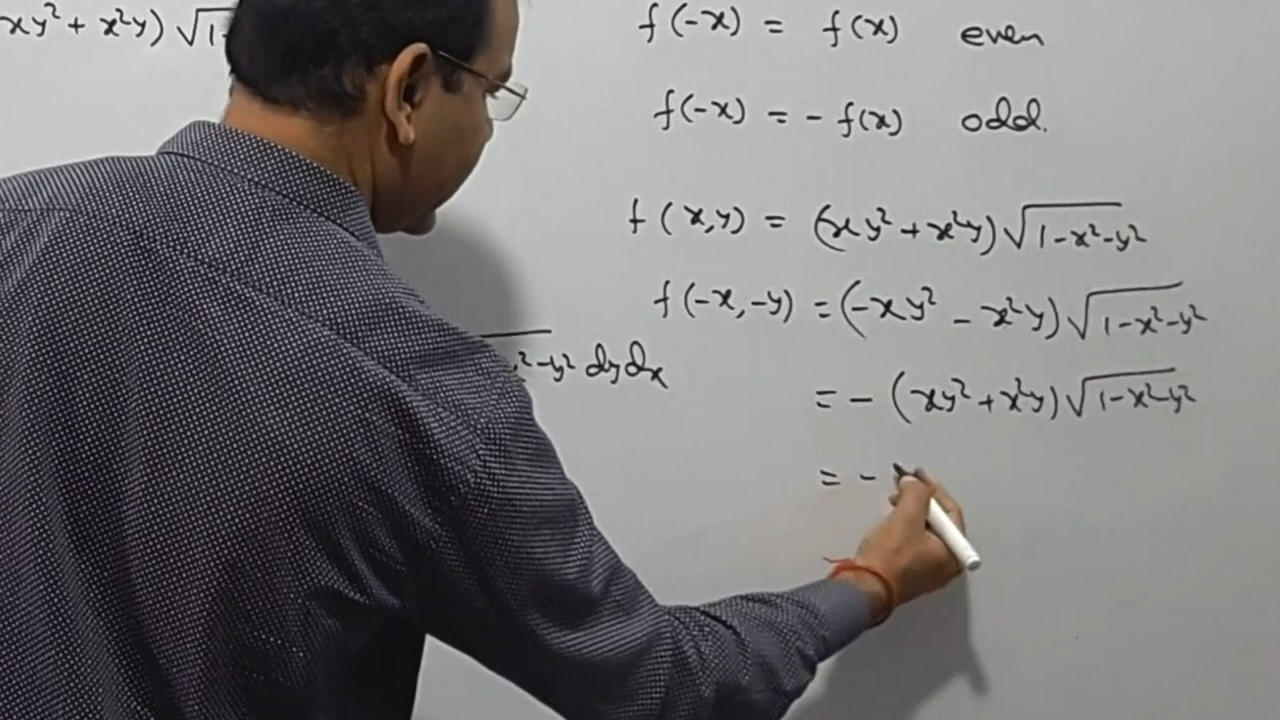 xy² + x²y) √1-
f(-x) = f(x) even
f(-x) = - f(x) odd.
f(x,y) = (xy² + x²y) √1-x²-y²
f(-x,-y) = (-xy² - x²y) √1-x²-y²
²-y² dy dx
= - (xy² + x²y) √1-x²-y²
= -